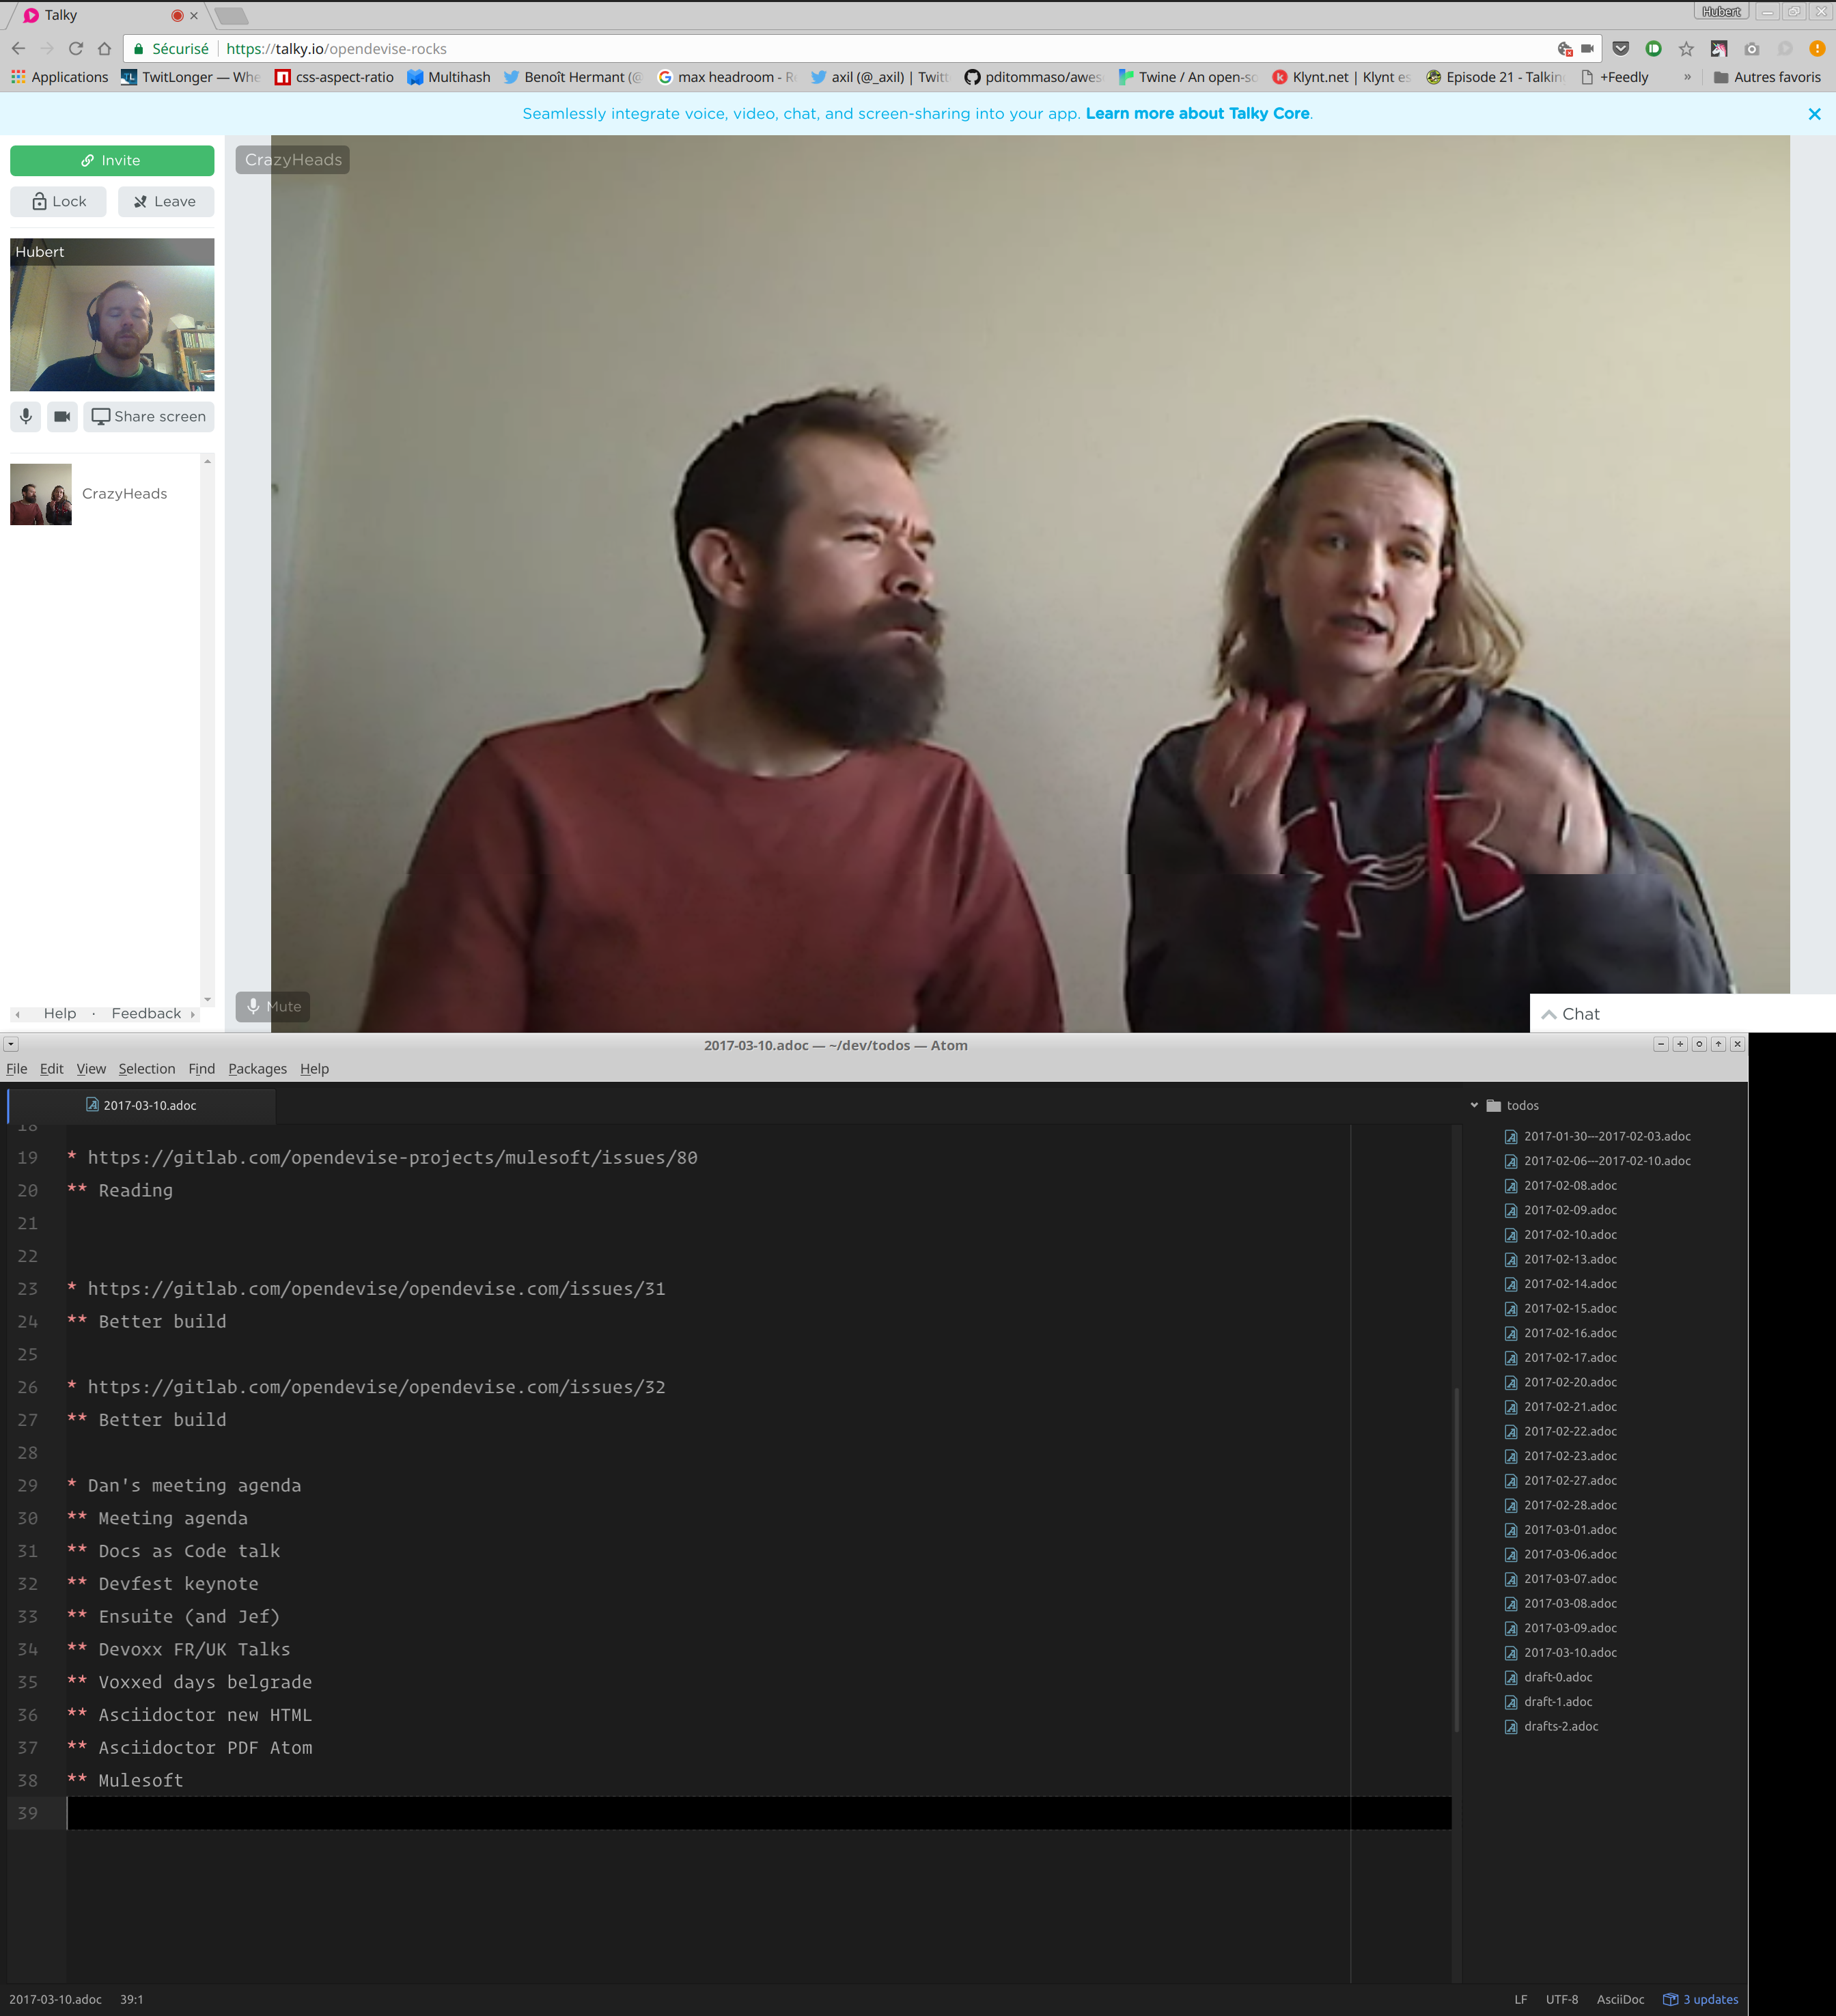 Talky
Hubert
Sécurisé https://talky.io/opendevise-rocks
Applications TwitLonger — Whe css-aspect-ratio Multihash Benoît Hermant (@ max headroom - R axil (@_axil) | Twitt pditommaso/awes Twine / An open-so Klynt.net | Klynt es Episode 21 - Talkin +Feedly » Autres favoris
Seamlessly integrate voice, video, chat, and screen-sharing into your app. Learn more about Talky Core.
Invite
Lock Leave
Hubert
Share screen
CrazyHeads
Help · Feedback
CrazyHeads
Mute
Chat
2017-03-10.adoc — ~/dev/todos — Atom
File Edit View Selection Find Packages Help
2017-03-10.adoc
18
19 * https://gitlab.com/opendevise-projects/mulesoft/issues/80
20 ** Reading
21
22
23 * https://gitlab.com/opendevise/opendevise.com/issues/31
24 ** Better build
25
26 * https://gitlab.com/opendevise/opendevise.com/issues/32
27 ** Better build
28
29 * Dan's meeting agenda
30 ** Meeting agenda
31 ** Docs as Code talk
32 ** Devfest keynote
33 ** Ensuite (and Jef)
34 ** Devoxx FR/UK Talks
35 ** Voxxed days belgrade
36 ** Asciidoctor new HTML
37 ** Asciidoctor PDF Atom
38 ** Mulesoft
39
todos
2017-01-30---2017-02-03.adoc
2017-02-06---2017-02-10.adoc
2017-02-08.adoc
2017-02-09.adoc
2017-02-10.adoc
2017-02-13.adoc
2017-02-14.adoc
2017-02-15.adoc
2017-02-16.adoc
2017-02-17.adoc
2017-02-20.adoc
2017-02-21.adoc
2017-02-22.adoc
2017-02-23.adoc
2017-02-27.adoc
2017-02-28.adoc
2017-03-01.adoc
2017-03-06.adoc
2017-03-07.adoc
2017-03-08.adoc
2017-03-09.adoc
2017-03-10.adoc
draft-0.adoc
draft-1.adoc
drafts-2.adoc
2017-03-10.adoc 39:1
LF UTF-8 AsciiDoc 3 updates